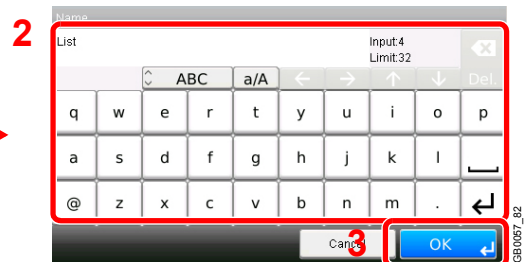 Name
2
List
Input:4
Limit:32
ABC a/A Del.
q w e r t y u i o p
a s d f g h j k l
@ z x c v b n m .
Cancel
3
OK
GB0057_82